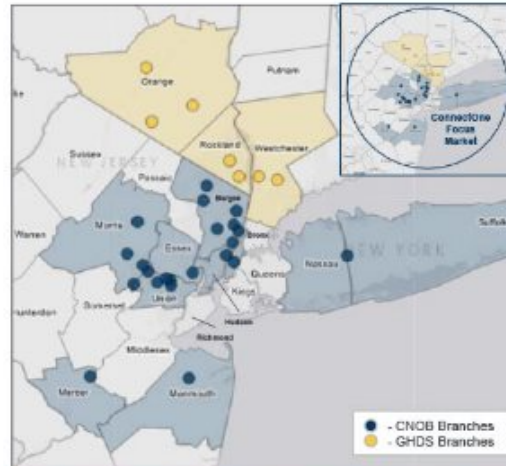 Orange
Putnam
Sussex
Rockland
Westchester
NEW JERSEY
Passaic
Bergen
Morris
Bronx
Essex
Warren
NEW YORK
Suffolk
Nassau
Queens
Kings
Union
Somerset
Hunterdon
Hudson
Richmond
Middlesex
Mercer
Monmouth
ConnectOne
Focus
Market
- CNOB Branches
- GHDS Branches